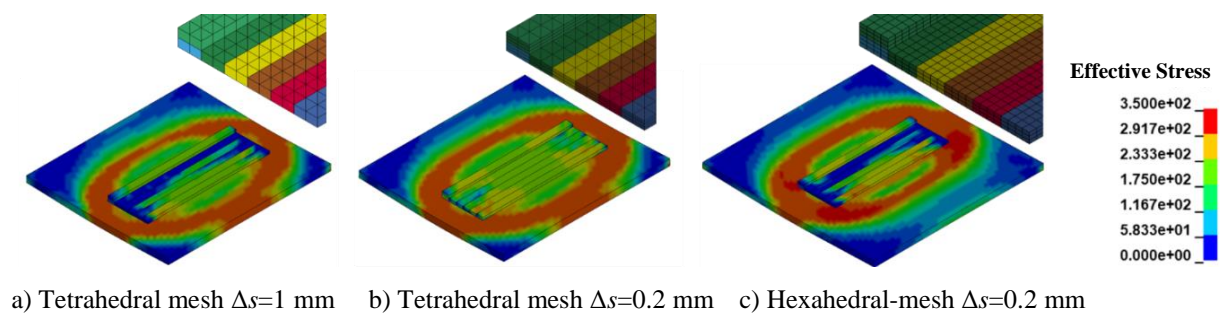 Effective Stress
3.500e+02
2.917e+02
2.333e+02
1.750e+02
1.167e+02
5.833e+01
0.000e+00
a) Tetrahedral mesh Δs=1 mm
b) Tetrahedral mesh Δs=0.2 mm
c) Hexahedral-mesh Δs=0.2 mm